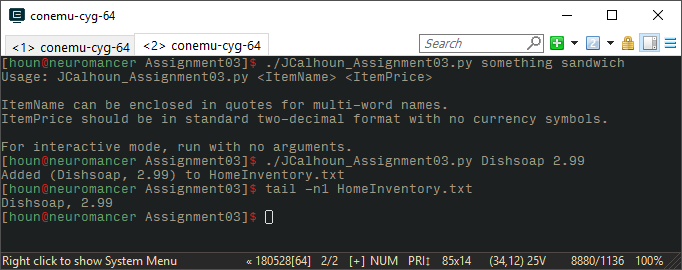 conemu-cyg-64
<1> conemu-cyg-64
<2> conemu-cyg-64
Search
[houn@neuromancer Assignment03]$ ./JCalhoun_Assignment03.py something sandwich
Usage: JCalhoun_Assignment03.py <ItemName> <ItemPrice>
ItemName can be enclosed in quotes for multi-word names.
ItemPrice should be in standard two-decimal format with no currency symbols.
For interactive mode, run with no arguments.
[houn@neuromancer Assignment03]$ ./JCalhoun_Assignment03.py Dishsoap 2.99
Added (Dishsoap, 2.99) to HomeInventory.txt
[houn@neuromancer Assignment03]$ tail -n1 HomeInventory.txt
Dishsoap, 2.99
[houn@neuromancer Assignment03]$
Right click to show System Menu « 180528[64] 2/2 [+] NUM PRI↕ 85x14 (34,12) 25V 8880/1136 100%